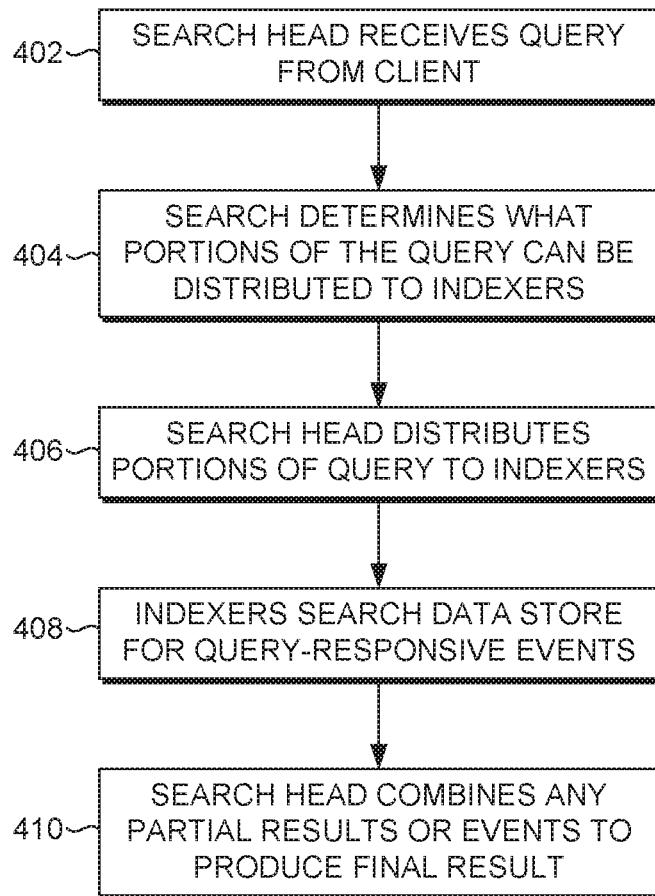 402
SEARCH HEAD RECEIVES QUERY
FROM CLIENT
404
SEARCH DETERMINES WHAT
PORTIONS OF THE QUERY CAN BE
DISTRIBUTED TO INDEXERS
406
SEARCH HEAD DISTRIBUTES
PORTIONS OF QUERY TO INDEXERS
408
INDEXERS SEARCH DATA STORE
FOR QUERY-RESPONSIVE EVENTS
410
SEARCH HEAD COMBINES ANY
PARTIAL RESULTS OR EVENTS TO
PRODUCE FINAL RESULT